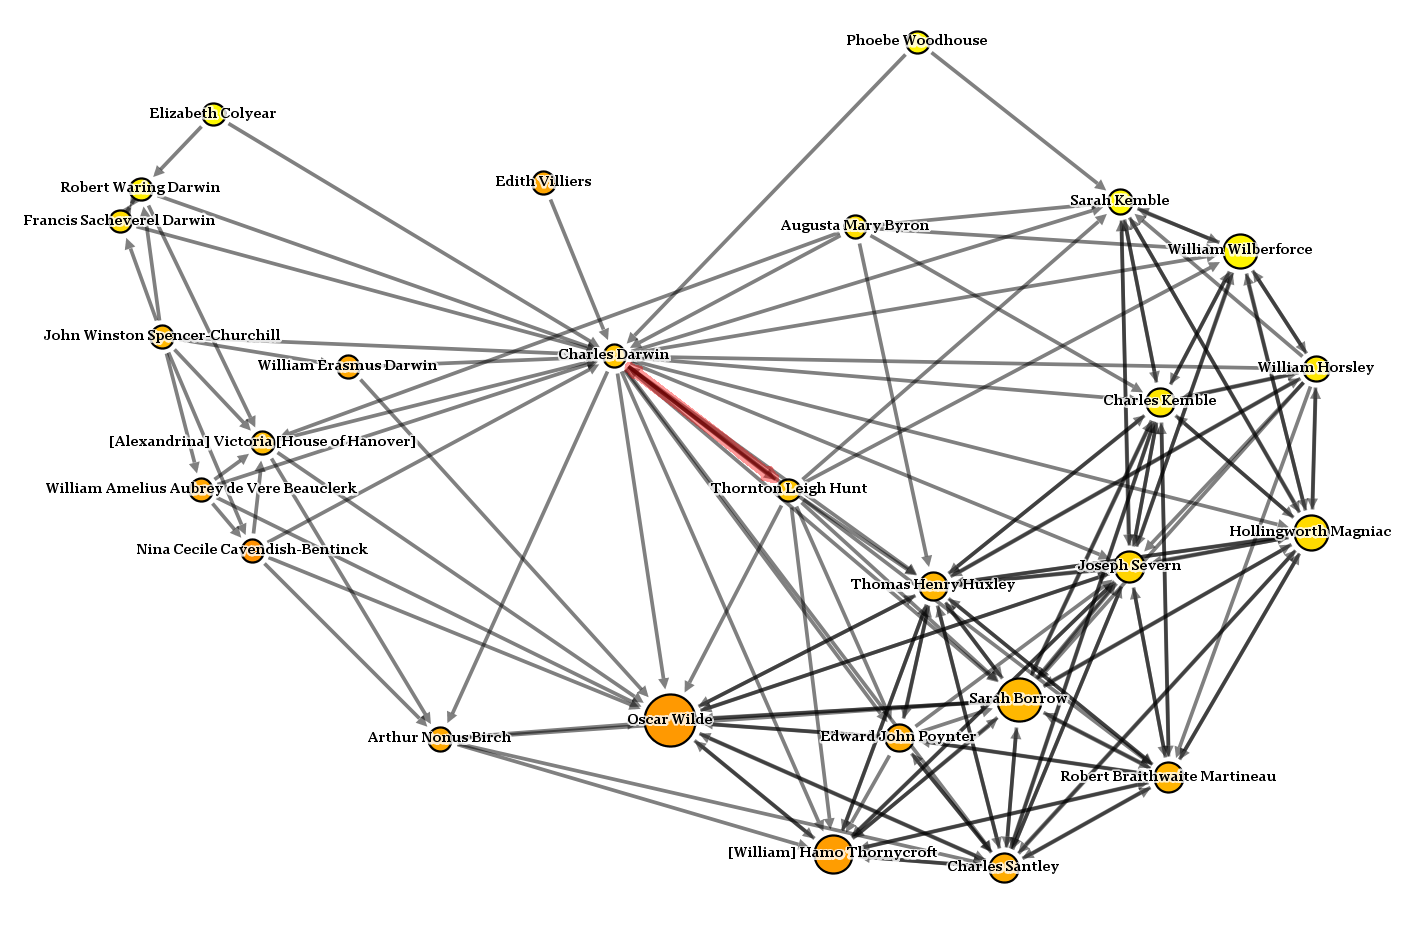 Phoebe Woodhouse
Elizabeth Colyear
Edith Villiers
Robert Waring Darwin
Sarah Kemble
Francis Sacheverel Darwin
Augusta Mary Byron
William Wilberforce
John Winston Spencer-Churchill
Charles Darwin
William Erasmus Darwin
William Horsley
Charles Kemble
[Alexandrina] Victoria [House of Hanover]
William Amelius Aubrey de Vere Beauclerk
Thornton Leigh Hunt
Hollingworth Magniac
Nina Cecile Cavendish-Bentinck
Joseph Severn
Thomas Henry Huxley
Sarah Borrow
Oscar Wilde
Arthur Nonus Birch
Edward John Poynter
Robert Braithwaite Martineau
[William] Hamo Thornycroft
Charles Santley